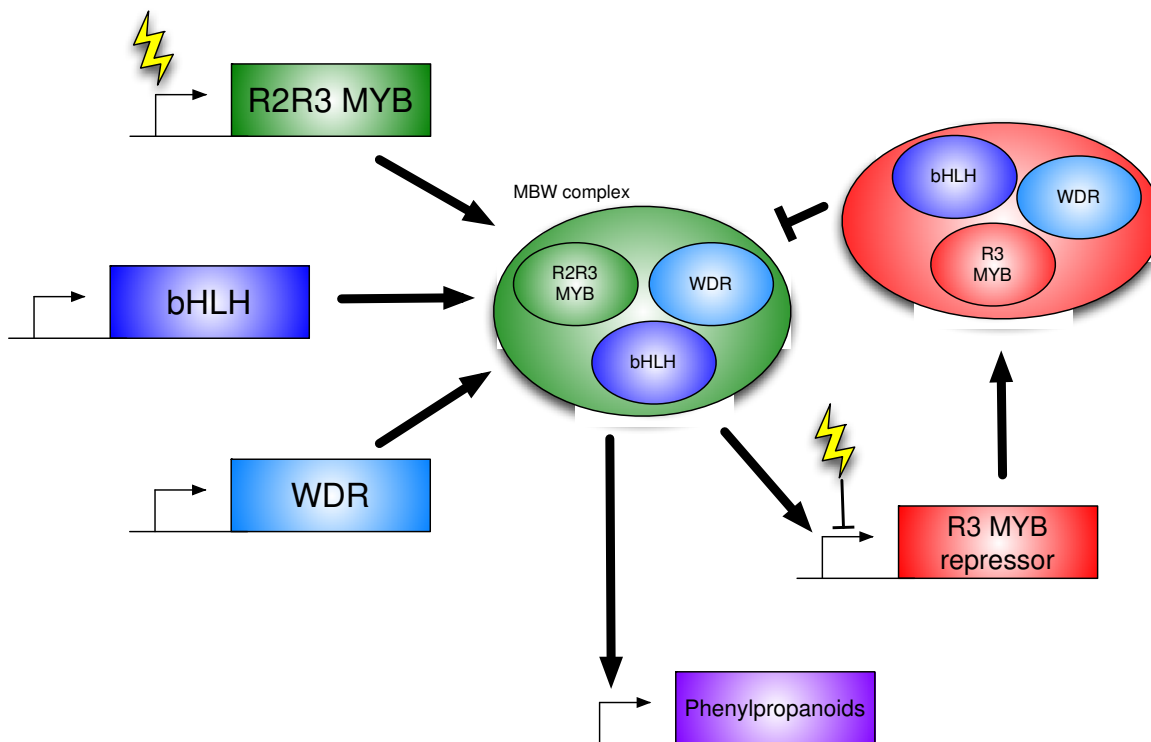 R2R3 MYB
MBW complex
bHLH
WDR
R3
MYB
R2R3
MYB
WDR
bHLH
bHLH
WDR
R3 MYB
repressor
Phenylpropanoids